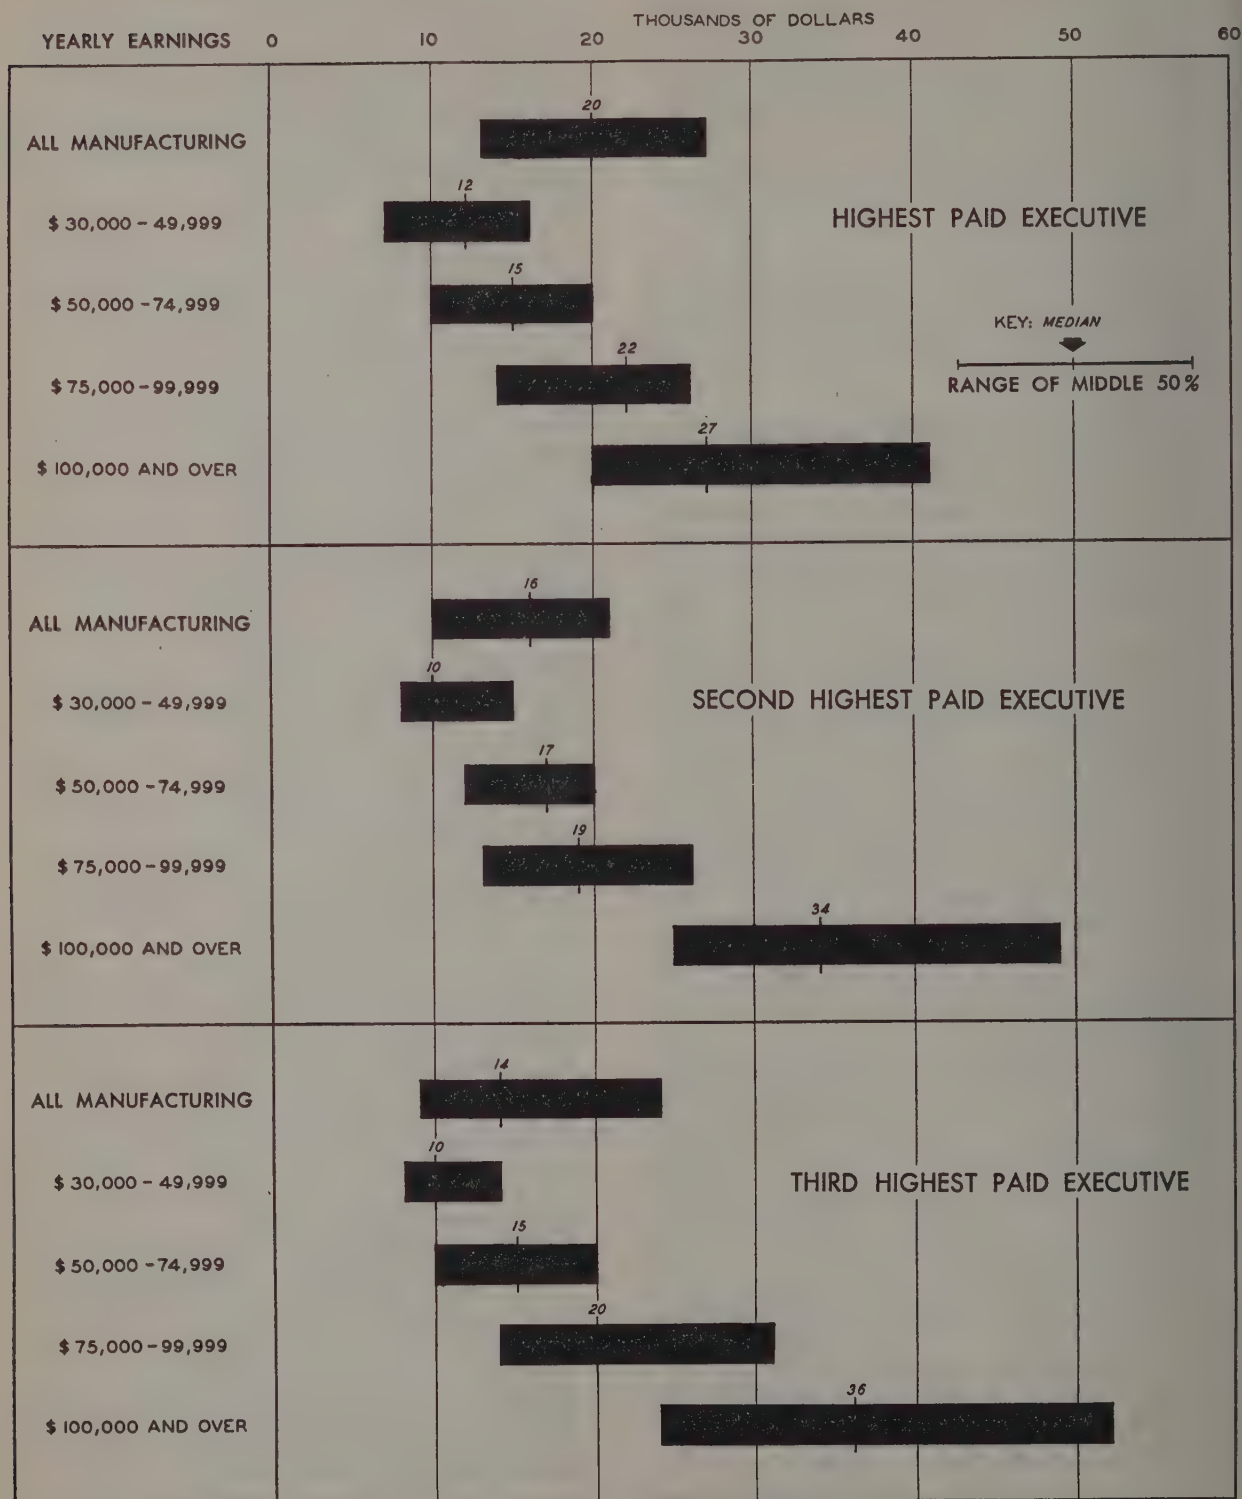 THOUSANDS OF DOLLARS
YEARLY EARNINGS 0 10 20 30 40 50 60
20
ALL MANUFACTURING
12
$ 30,000 - 49,999
HIGHEST PAID EXECUTIVE
15
$ 50,000 - 74,999
KEY: MEDIAN
RANGE OF MIDDLE 50%
22
$ 75,000 - 99,999
27
$ 100,000 AND OVER
16
ALL MANUFACTURING
10
$ 30,000 - 49,999
SECOND HIGHEST PAID EXECUTIVE
17
$ 50,000 - 74,999
19
$ 75,000 - 99,999
34
$ 100,000 AND OVER
14
ALL MANUFACTURING
10
$ 30,000 - 49,999
THIRD HIGHEST PAID EXECUTIVE
15
$ 50,000 - 74,999
20
$ 75,000 - 99,999
36
$ 100,000 AND OVER